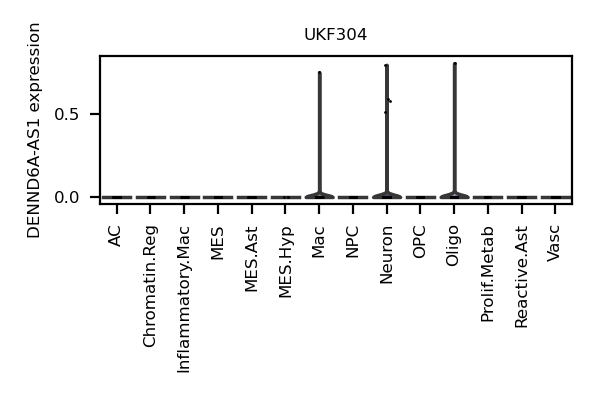 UKF304
DENND6A-AS1 expression
0.5
0.0
AC
Chromatin.Reg
Inflammatory.Mac
MES
MES.Ast
MES.Hyp
Mac
NPC
Neuron
OPC
Oligo
Prolif.Metab
Reactive.Ast
Vasc